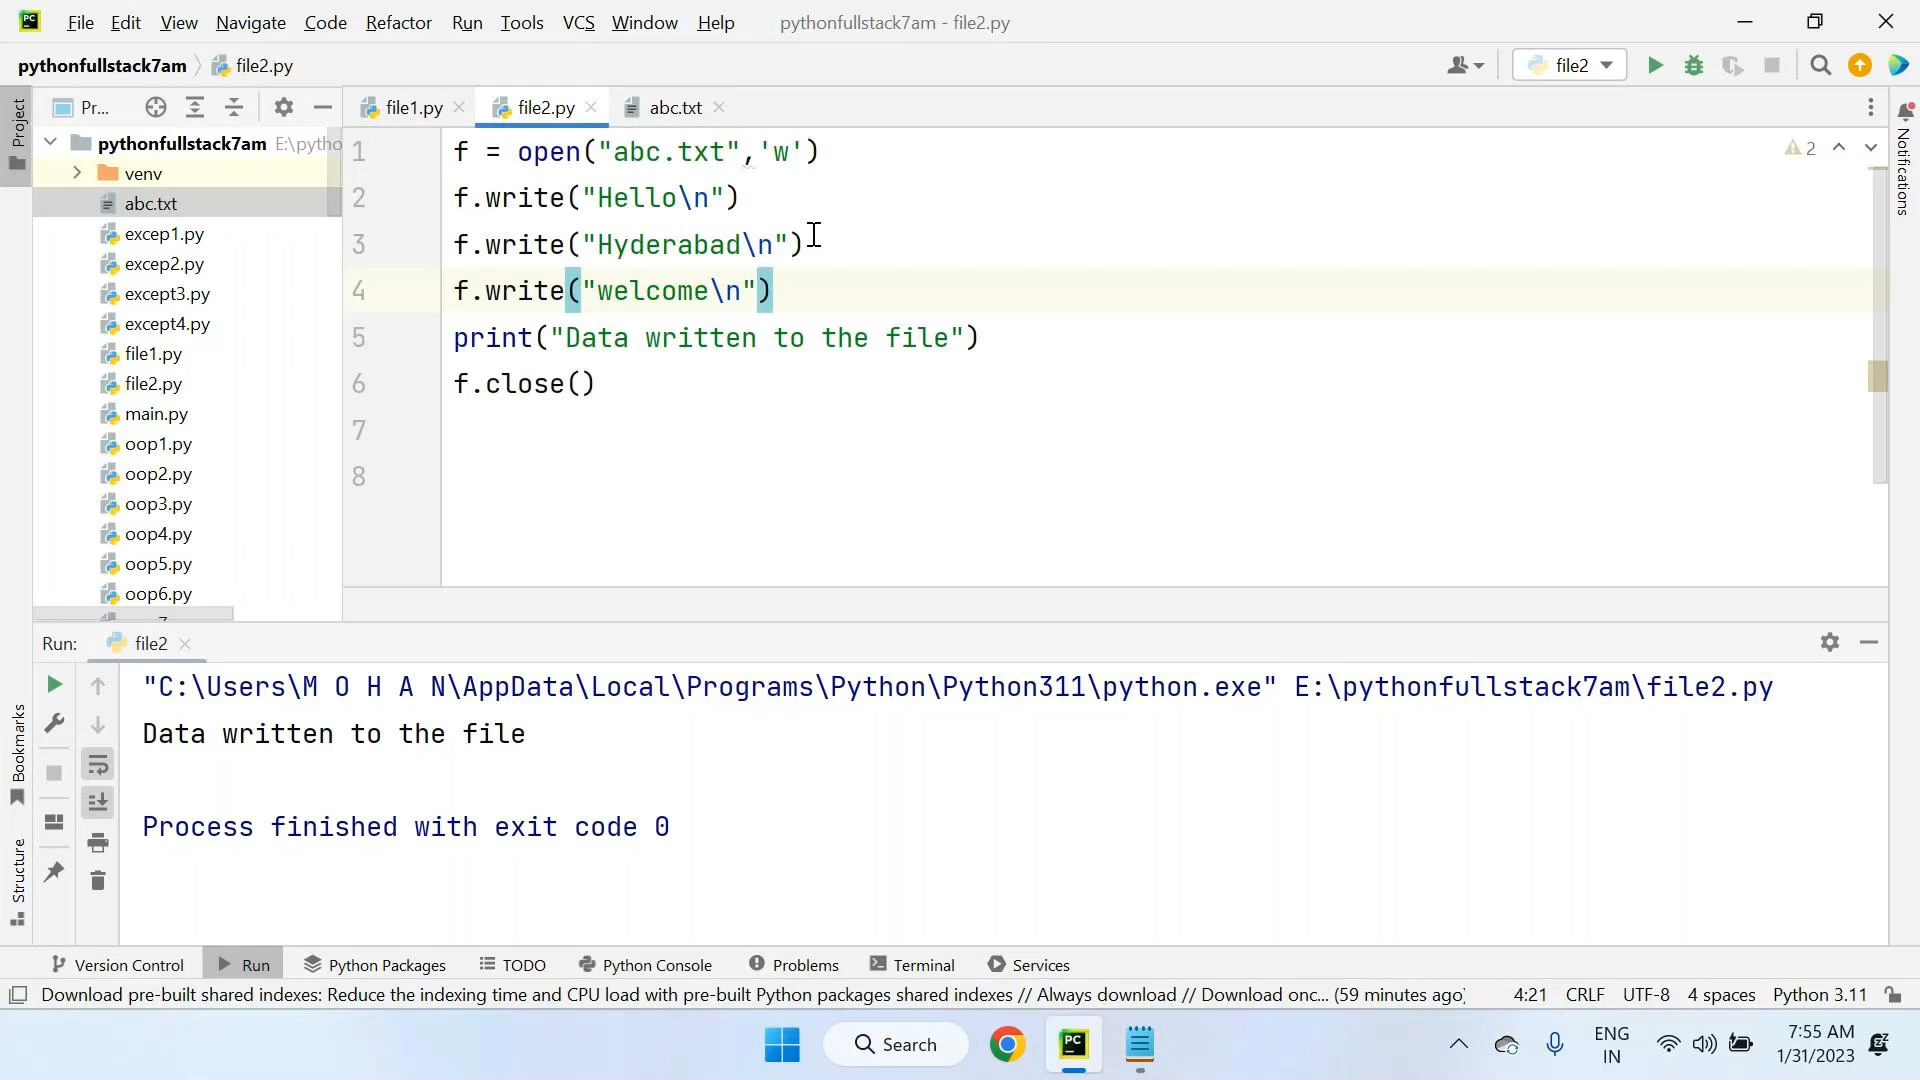 PC File Edit View Navigate Code Refactor Run Tools VCS Window Help pythonfullstack7am - file2.py
pythonfullstack7am file2.py file2
Project Pr... file1.py file2.py abc.txt Notifications
pythonfullstack7am E:\pytho
venv
abc.txt
excep1.py
excep2.py
except3.py
except4.py
file1.py
file2.py
main.py
oop1.py
oop2.py
oop3.py
oop4.py
oop5.py
oop6.py
1 f = open("abc.txt",'w') 2
2 f.write("Hello\n")
3 f.write("Hyderabad\n")
4 f.write("welcome\n")
5 print("Data written to the file")
6 f.close()
7
8
Run: file2
"C:\Users\M O H A N\AppData\Local\Programs\Python\Python311\python.exe" E:\pythonfullstack7am\file2.py
Data written to the file
Process finished with exit code 0
Bookmarks
Structure
Version Control Run Python Packages TODO Python Console Problems Terminal Services
Download pre-built shared indexes: Reduce the indexing time and CPU load with pre-built Python packages shared indexes // Always download // Download onc... (59 minutes ago) 4:21 CRLF UTF-8 4 spaces Python 3.11
Search PC ENG IN 7:55 AM
1/31/2023